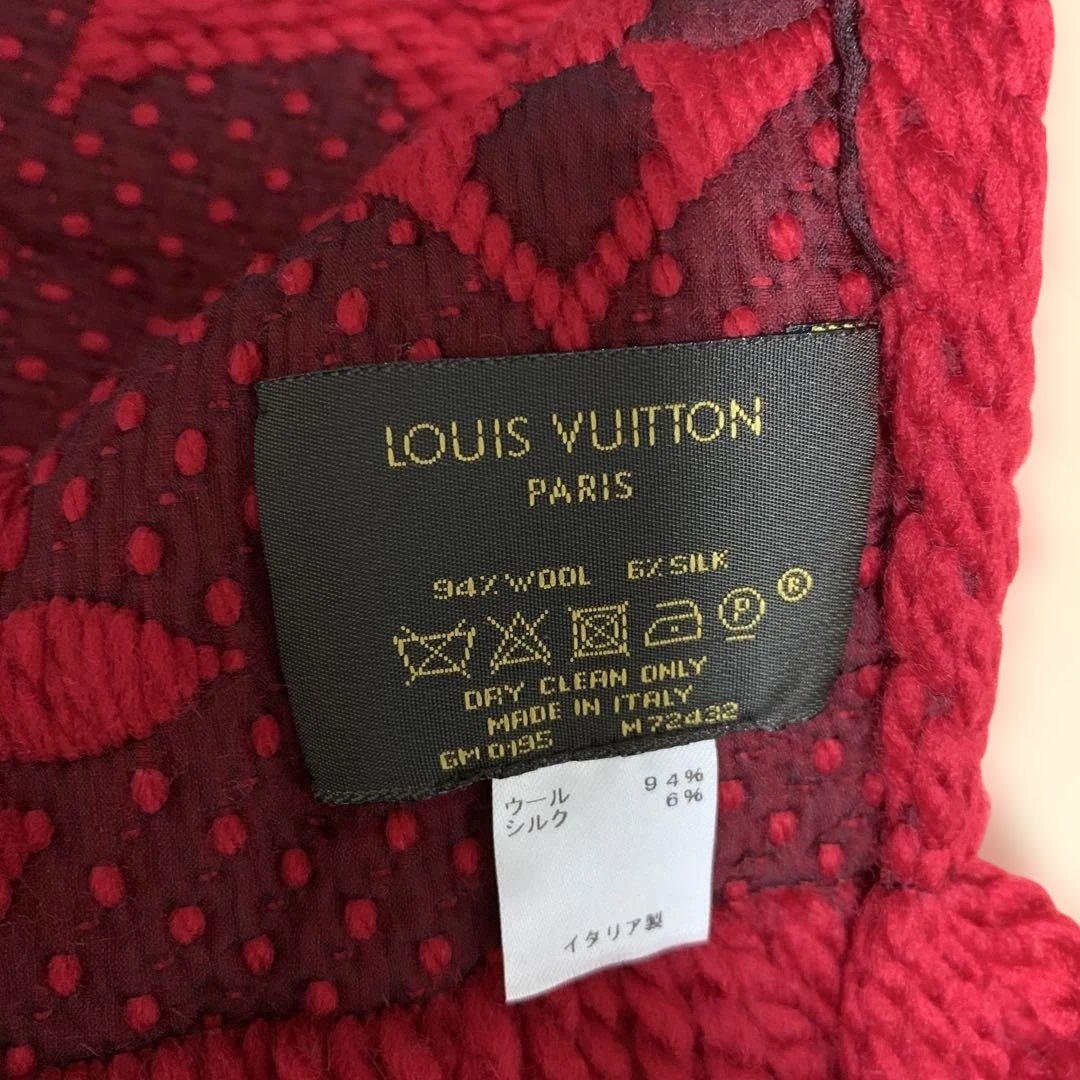 LOUIS VUITTON
PARIS
94% WOOL 6% SILK
P ®
DRY CLEAN ONLY
MADE IN ITALY
GM 0195 M72432
ウール 94%
シルク 6%
イタリア製